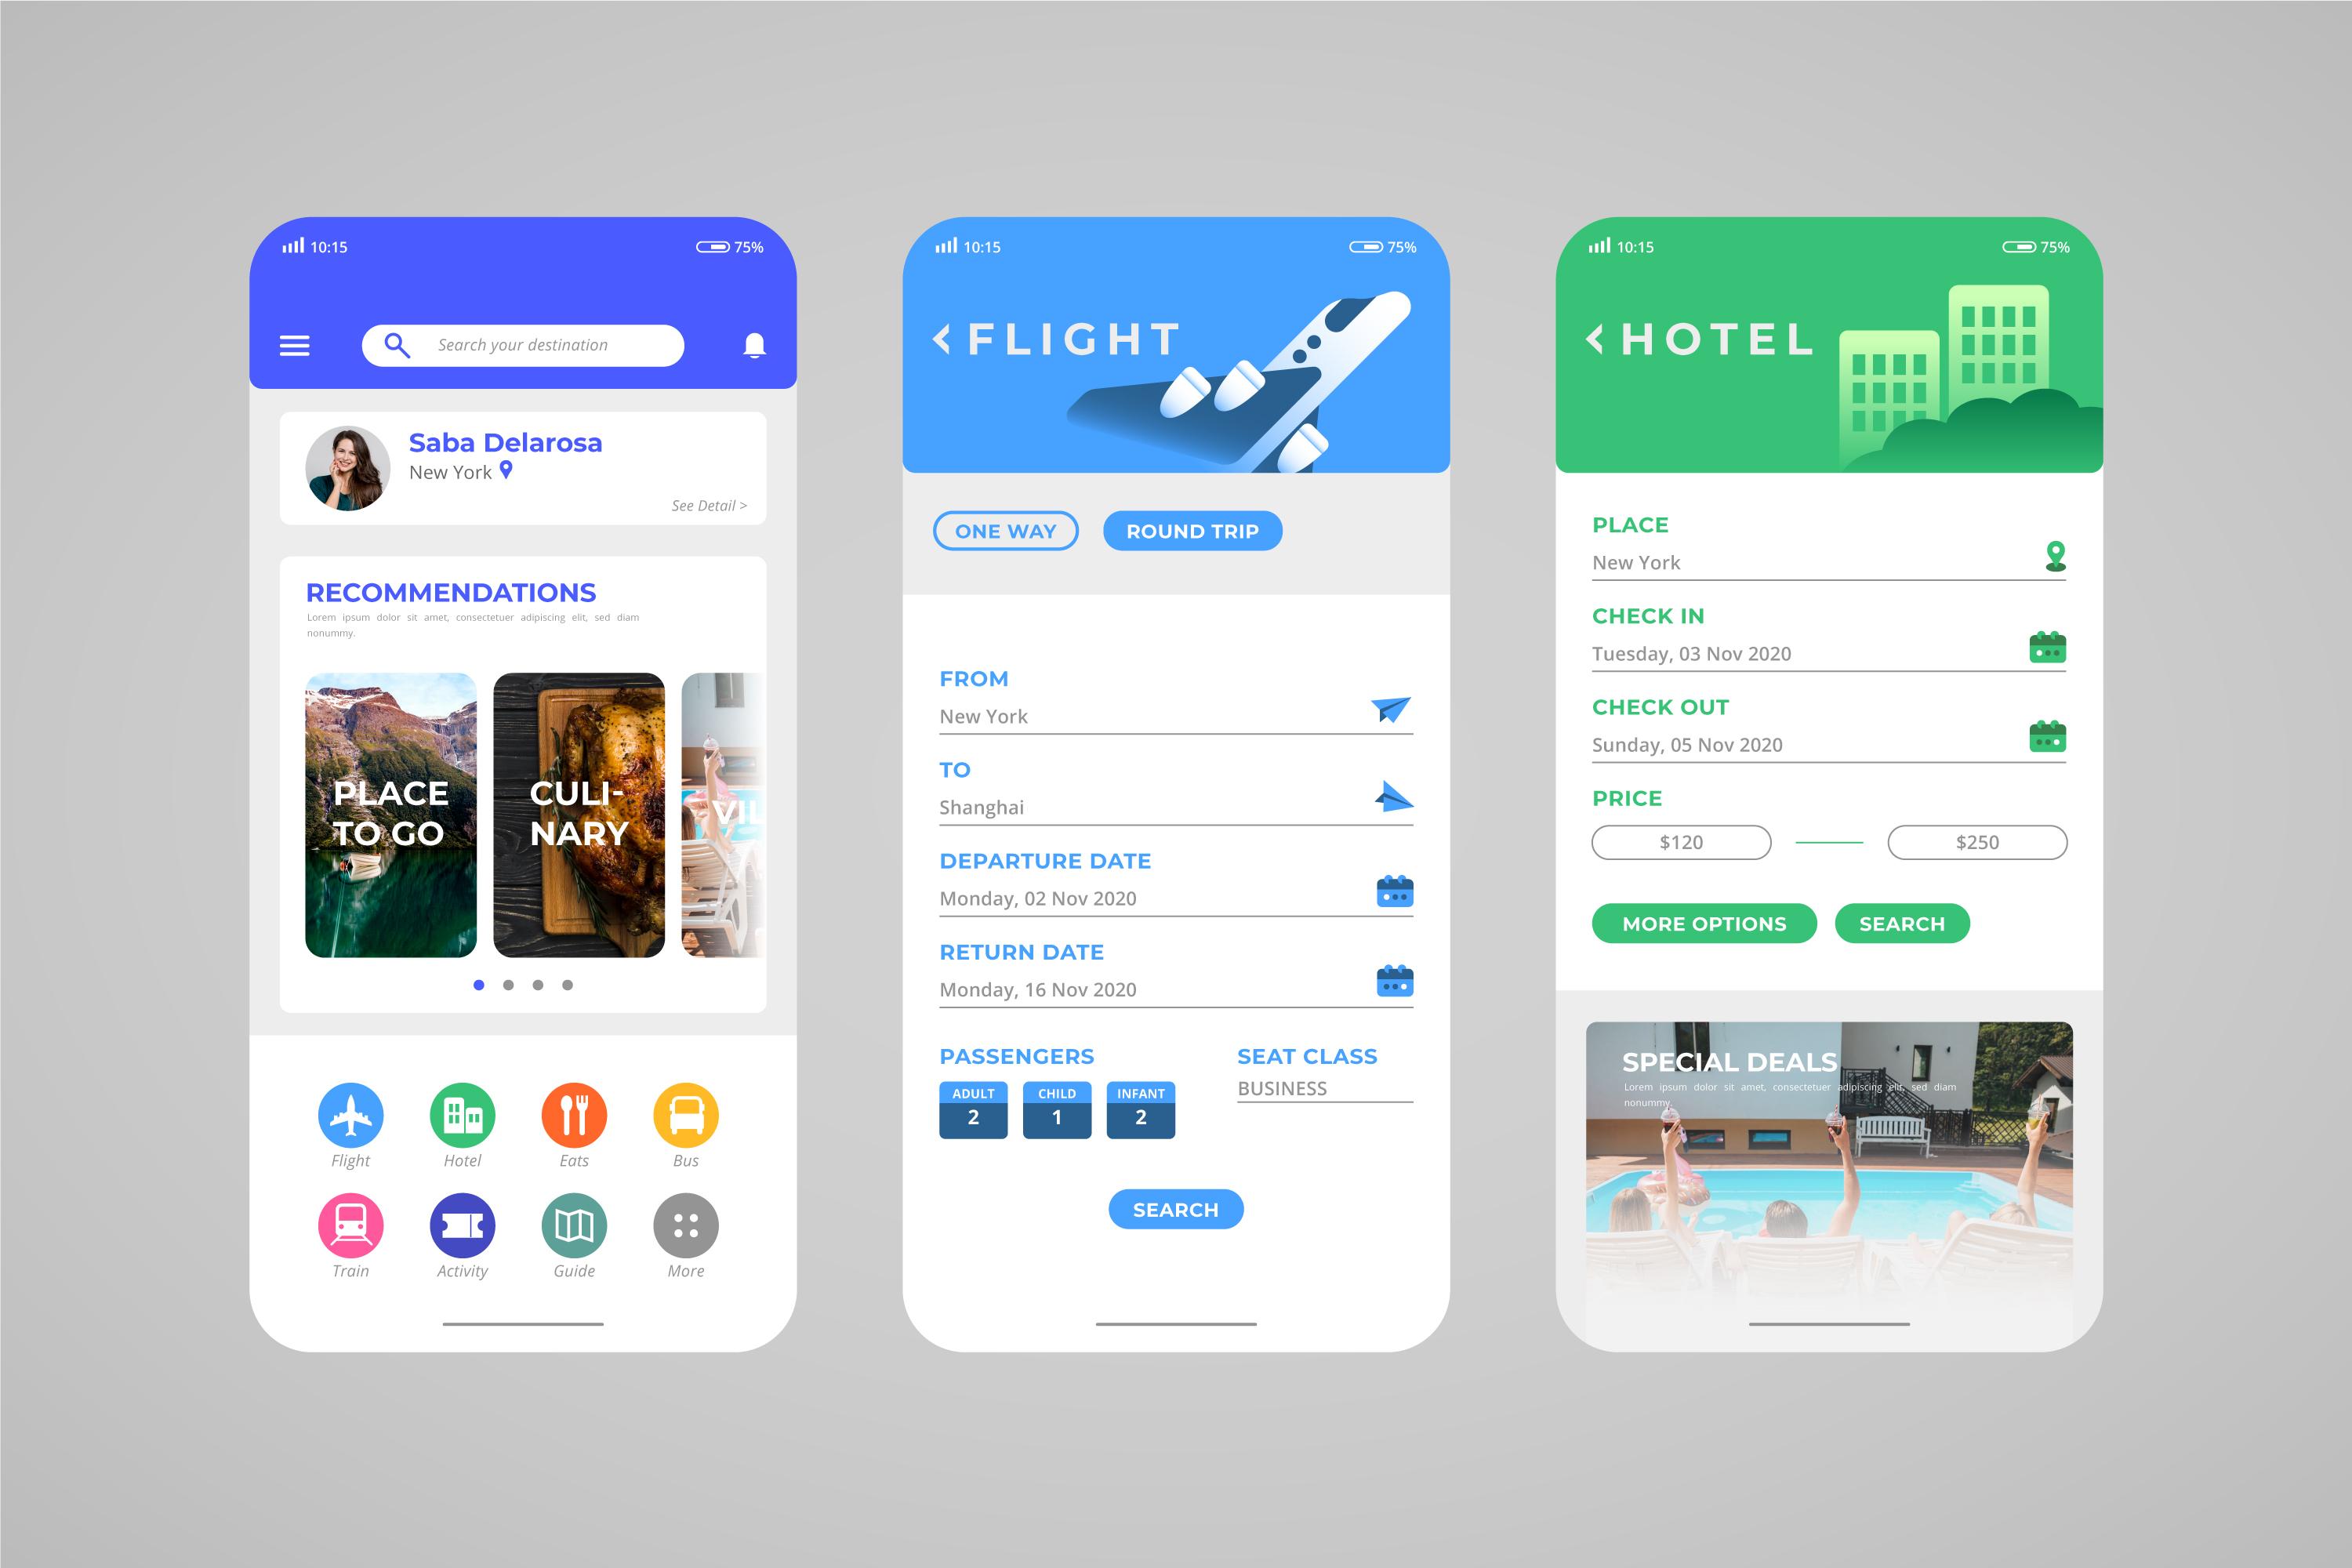 10:15
75%
Search your destination
Saba Delarosa
New York
See Detail >
RECOMMENDATIONS
Lorem ipsum dolor sit amet, consectetuer adipiscing elit, sed diam
nonummy.
PLACE
TO GO
CULI-
NARY
VIL
Flight
Hotel
Eats
Bus
Train
Activity
Guide
More
10:15
75%
FLIGHT
ONE WAY
ROUND TRIP
FROM
New York
TO
Shanghai
DEPARTURE DATE
Monday, 02 Nov 2020
RETURN DATE
Monday, 16 Nov 2020
PASSENGERS
ADULT
2
CHILD
1
INFANT
2
SEAT CLASS
BUSINESS
SEARCH
10:15
75%
HOTEL
PLACE
New York
CHECK IN
Tuesday, 03 Nov 2020
CHECK OUT
Sunday, 05 Nov 2020
PRICE
$120
$250
MORE OPTIONS
SEARCH
SPECIAL DEALS
Lorem ipsum dolor sit amet, consectetuer adipiscing elit, sed diam
nonummy.